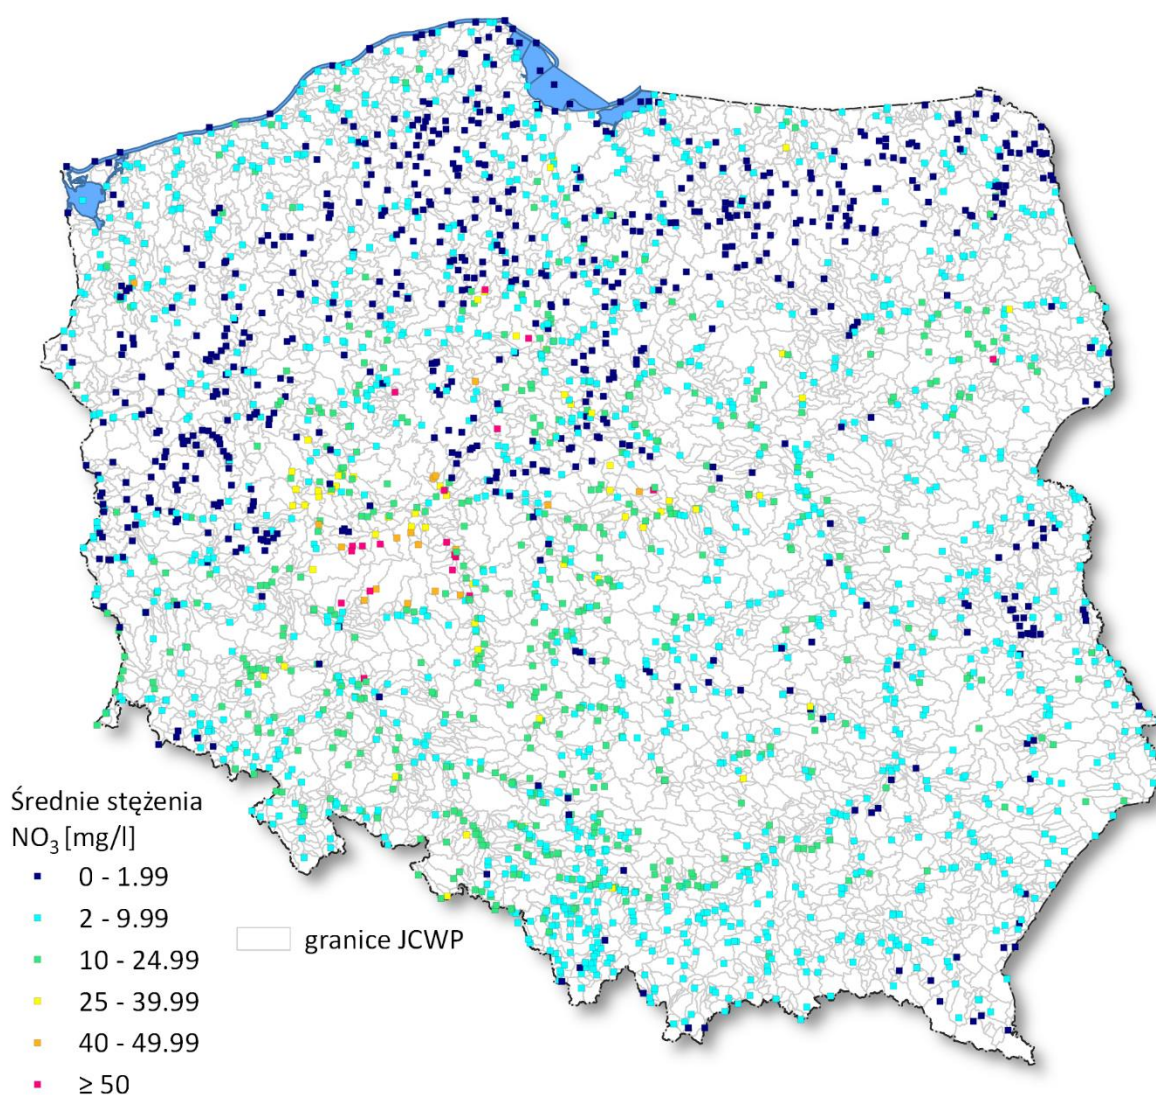 Średnie stężenia
NO₃ [mg/l]
0 - 1.99
2 - 9.99
10 - 24.99
25 - 39.99
40 - 49.99
≥ 50
granice JCWP